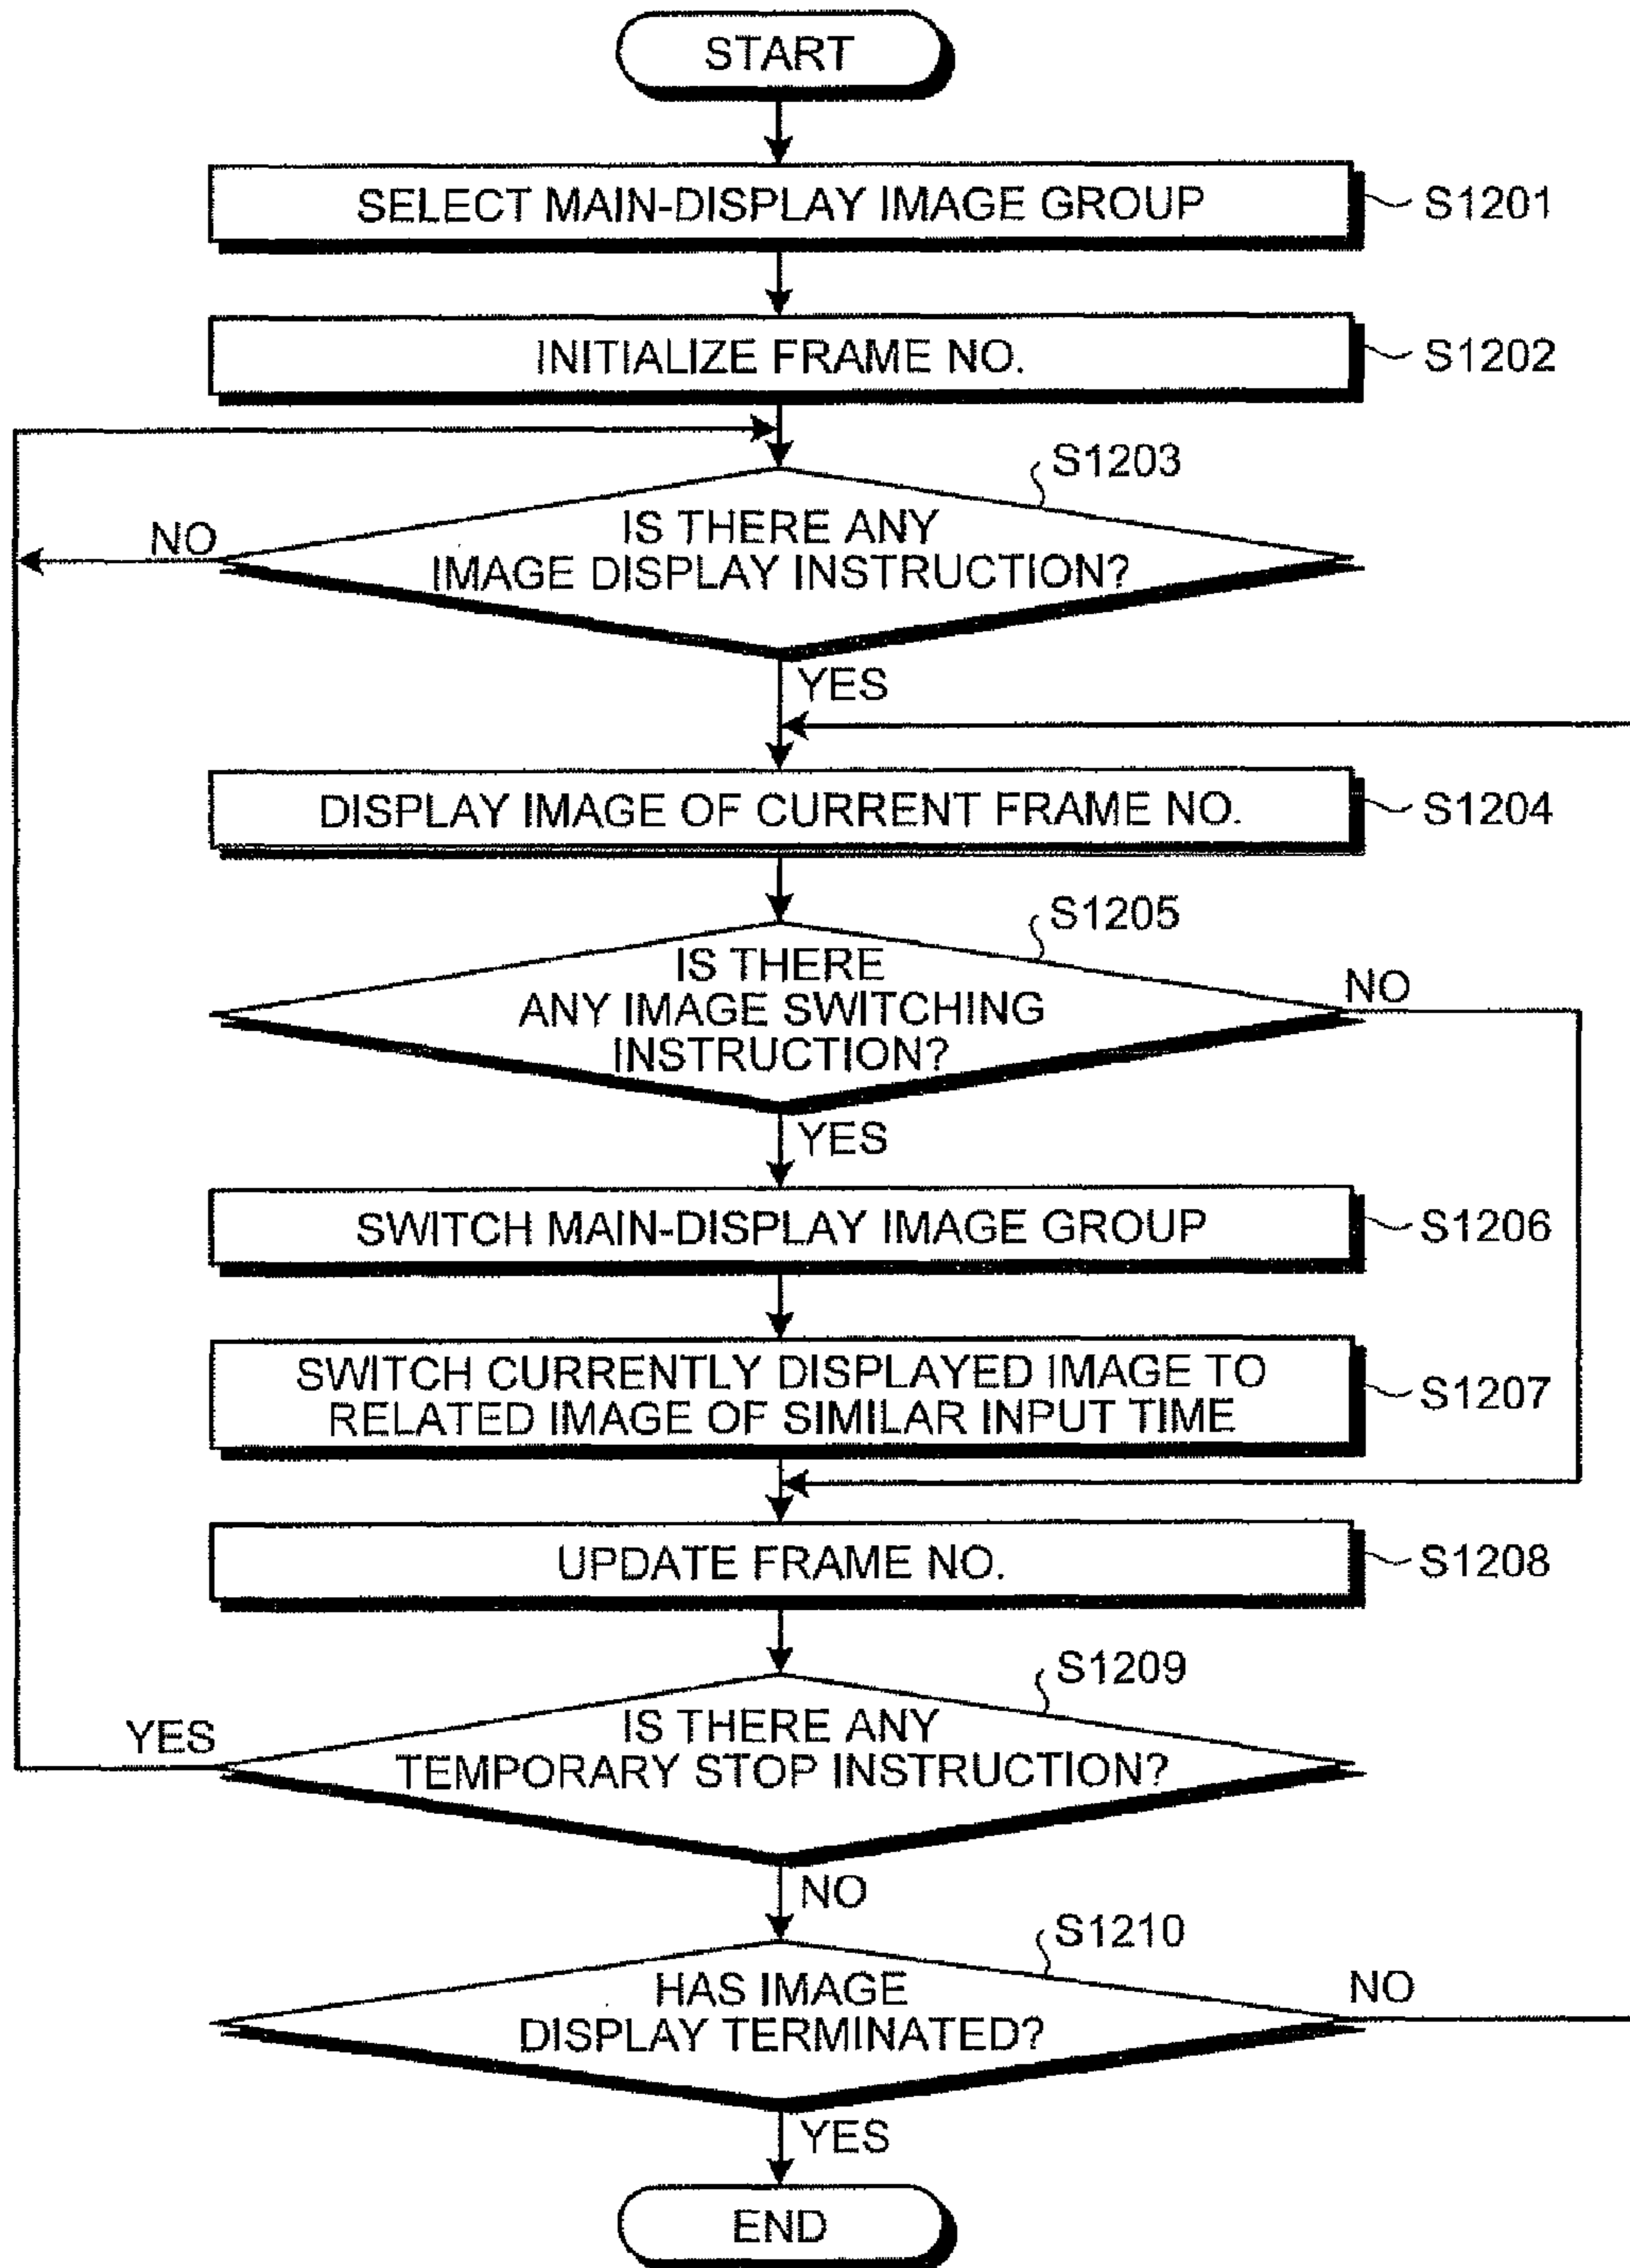 START
SELECT MAIN-DISPLAY IMAGE GROUP
S1201
INITIALIZE FRAME NO.
S1202
S1203
IS THERE ANY
IMAGE DISPLAY INSTRUCTION?
NO
YES
DISPLAY IMAGE OF CURRENT FRAME NO.
S1204
S1205
IS THERE
ANY IMAGE SWITCHING
INSTRUCTION?
NO
YES
SWITCH MAIN-DISPLAY IMAGE GROUP
S1206
SWITCH CURRENTLY DISPLAYED IMAGE TO
RELATED IMAGE OF SIMILAR INPUT TIME
S1207
UPDATE FRAME NO.
S1208
S1209
IS THERE ANY
TEMPORARY STOP INSTRUCTION?
YES
NO
S1210
HAS IMAGE
DISPLAY TERMINATED?
NO
YES
END